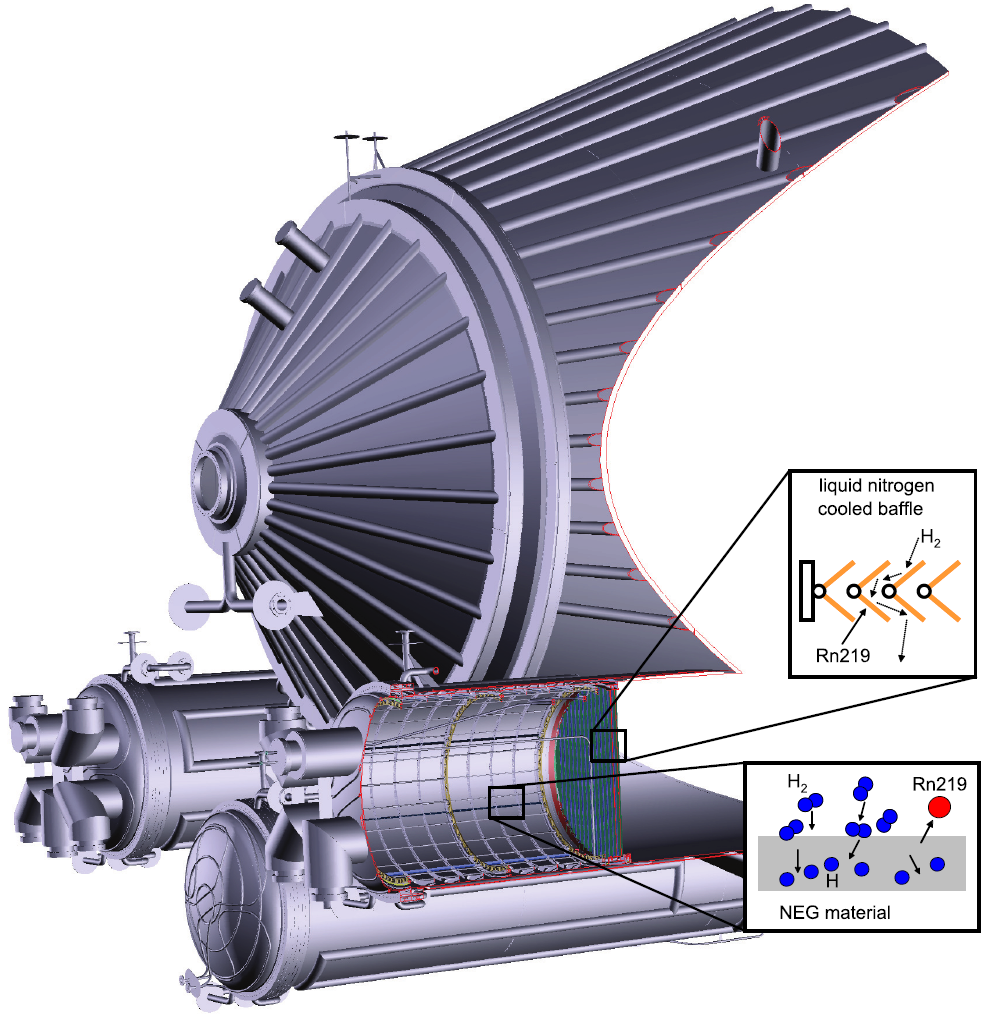 liquid nitrogen
cooled baffle
H2
Rn219
H2
Rn219
H
NEG material